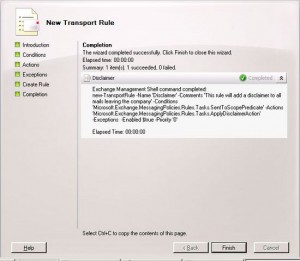 New Transport Rule
Introduction
Conditions
Actions
Exceptions
Create Rule
Completion
Completion
The wizard completed successfully. Click Finish to close this wizard.
Elapsed time: 00:00:00
Summary: 1 item(s). 1 succeeded, 0 failed.
Disclaimer
Completed
Exchange Management Shell command completed:
new-TransportRule -Name 'Disclaimer' -Comments 'This rule will add a disclaimer to all
mails leaving the company' -Conditions
'Microsoft.Exchange.MessagingPolicies.Rules.Tasks.SentToScopePredicate' -Actions
'Microsoft.Exchange.MessagingPolicies.Rules.Tasks.ApplyDisclaimerAction'
-Exceptions -Enabled $true -Priority '0'
Elapsed Time: 00:00:00
Select Ctrl+C to copy the contents of this page.
Help
< Back
Finish
Cancel